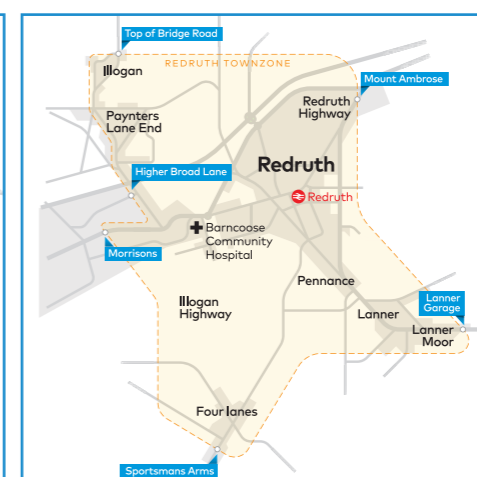 Top of Bridge Road
REDRUTH TOWNZONE
Illogan
Mount Ambrose
Redruth
Highway
Paynters
Lane End
Redruth
Higher Broad Lane
Redruth
Barncoose
Community
Hospital
Morrisons
Pennance
Illogan
Highway
Lanner
Garage
Lanner
Lanner
Moor
Four lanes
Sportsmans Arms